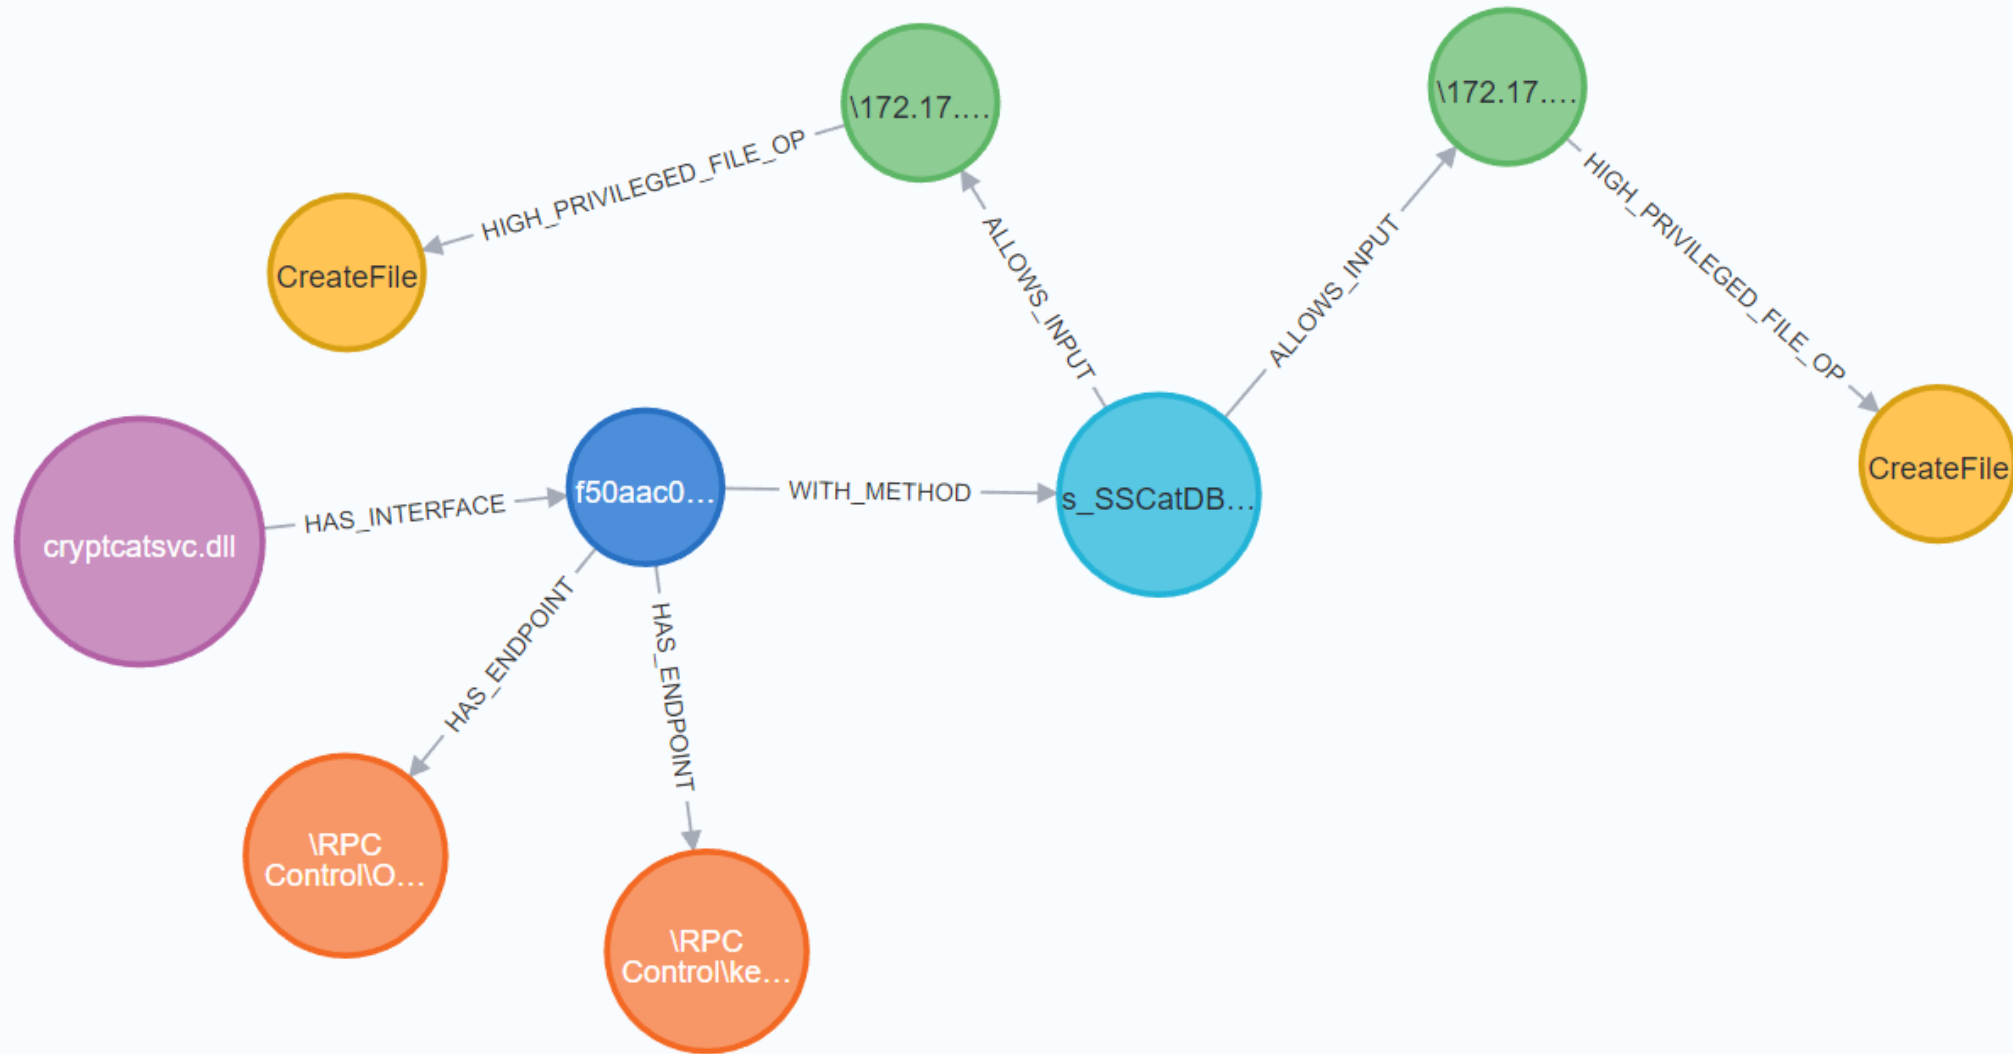 \172.17.…
\172.17.…
HIGH_PRIVILEGED_FILE_OP
HIGH_PRIVILEGED_FILE_OP
CreateFile
ALLOWS_INPUT
ALLOWS_INPUT
CreateFile
cryptcatsvc.dll
HAS_INTERFACE
f50aac0…
WITH_METHOD
s_SSCatDB…
HAS_ENDPOINT
HAS_ENDPOINT
\RPC
Control\O…
\RPC
Control\ke…